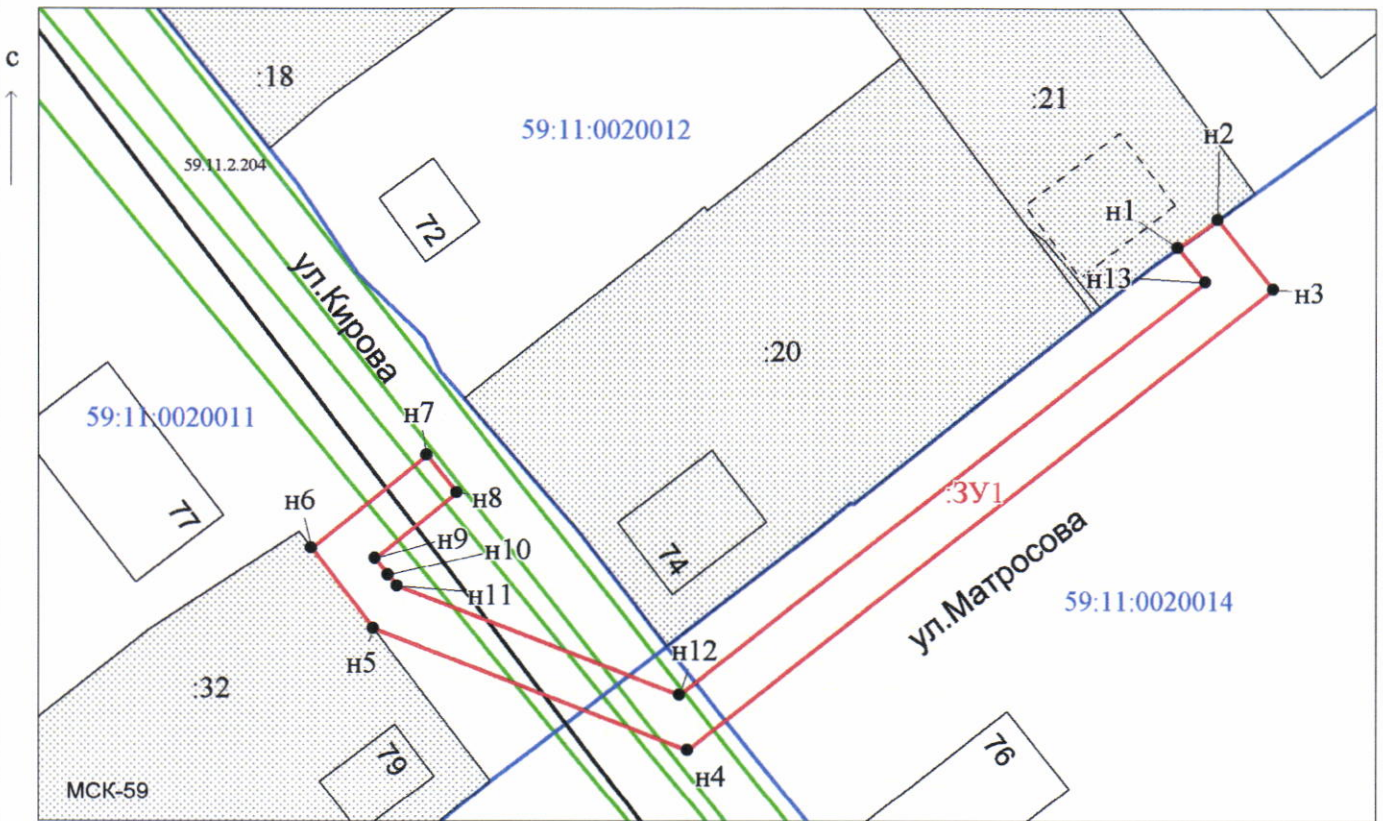 с
:18
59:11:0020012
:21
н2
59.11.2.204
72
н1
ул.Кирова
н13
н3
:20
59:11:0020011
н7
77
н6
н8
:ЗУ1
н9
н10
74
н11
ул.Матросова
59:11:0020014
н5
н12
:32
79
76
н4
МСК-59